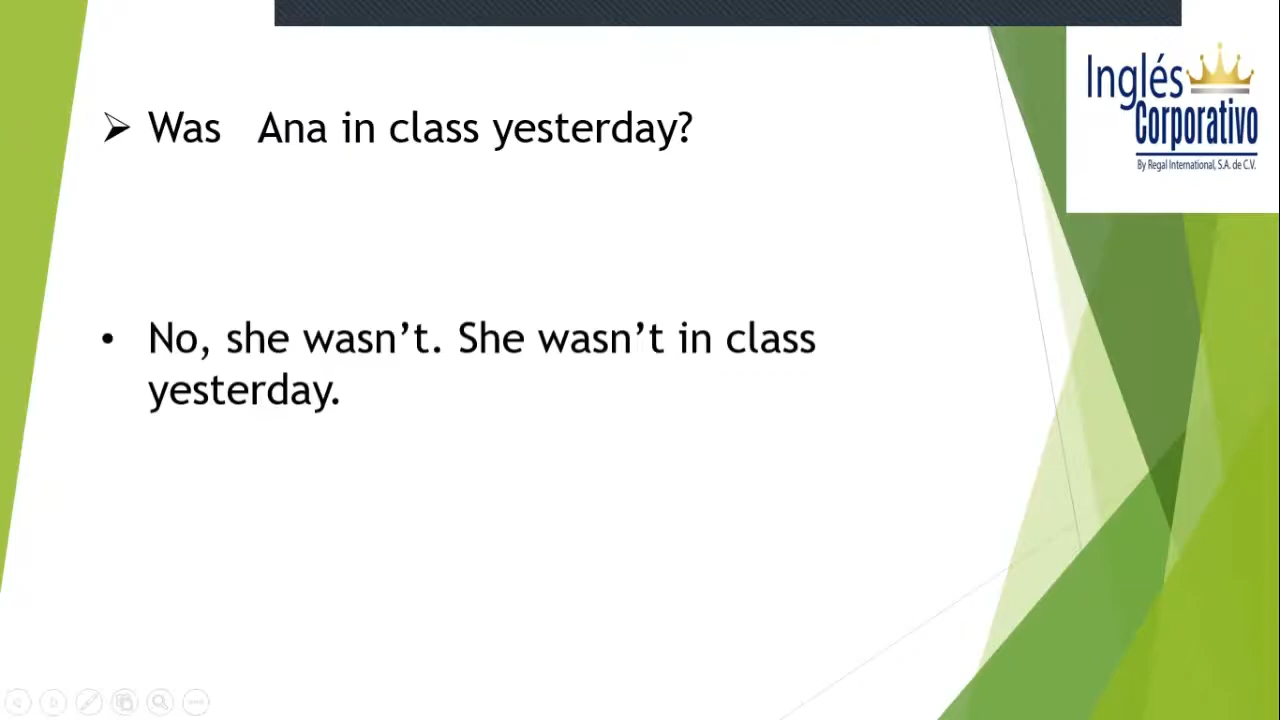 Inglés
Corporativo
By Regal International, S.A. de C.V.
➢ Was Ana in class yesterday?
• No, she wasn’t. She wasn’t in class
yesterday.